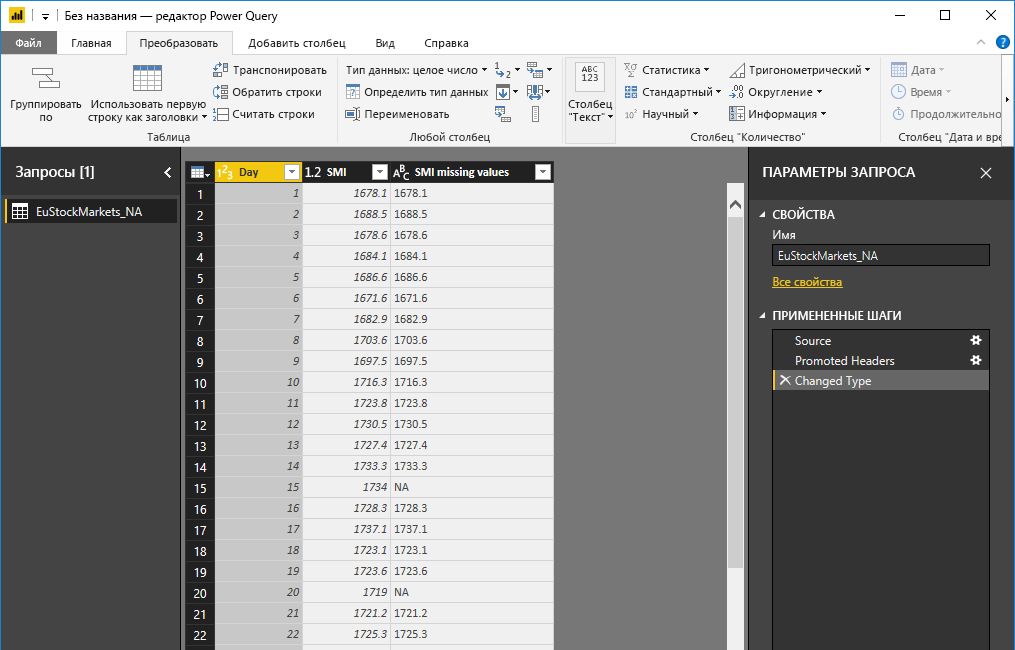 Без названия — редактор Power Query
Файл Главная Преобразовать Добавить столбец Вид Справка
Группировать по
Использовать первую строку как заголовки
Транспонировать
Обратить строки
Считать строки
Таблица
Тип данных: целое число
Определить тип данных
Переименовать
Любой столбец
ABC
123
Столбец
"Текст"
Статистика
Стандартный
Научный
Тригонометрический
Округление
Информация
Столбец "Количество"
Дата
Время
Продолжительно
Столбец "Дата и вре
Запросы [1]
EuStockMarkets_NA
123 Day 1.2 SMI ABC SMI missing values
1 1 1678.1 1678.1
2 2 1688.5 1688.5
3 3 1678.6 1678.6
4 4 1684.1 1684.1
5 5 1686.6 1686.6
6 6 1671.6 1671.6
7 7 1682.9 1682.9
8 8 1703.6 1703.6
9 9 1697.5 1697.5
10 10 1716.3 1716.3
11 11 1723.8 1723.8
12 12 1730.5 1730.5
13 13 1727.4 1727.4
14 14 1733.3 1733.3
15 15 1734 NA
16 16 1728.3 1728.3
17 17 1737.1 1737.1
18 18 1723.1 1723.1
19 19 1723.6 1723.6
20 20 1719 NA
21 21 1721.2 1721.2
22 22 1725.3 1725.3
ПАРАМЕТРЫ ЗАПРОСА
СВОЙСТВА
Имя
EuStockMarkets_NA
Все свойства
ПРИМЕНЕННЫЕ ШАГИ
Source
Promoted Headers
Changed Type